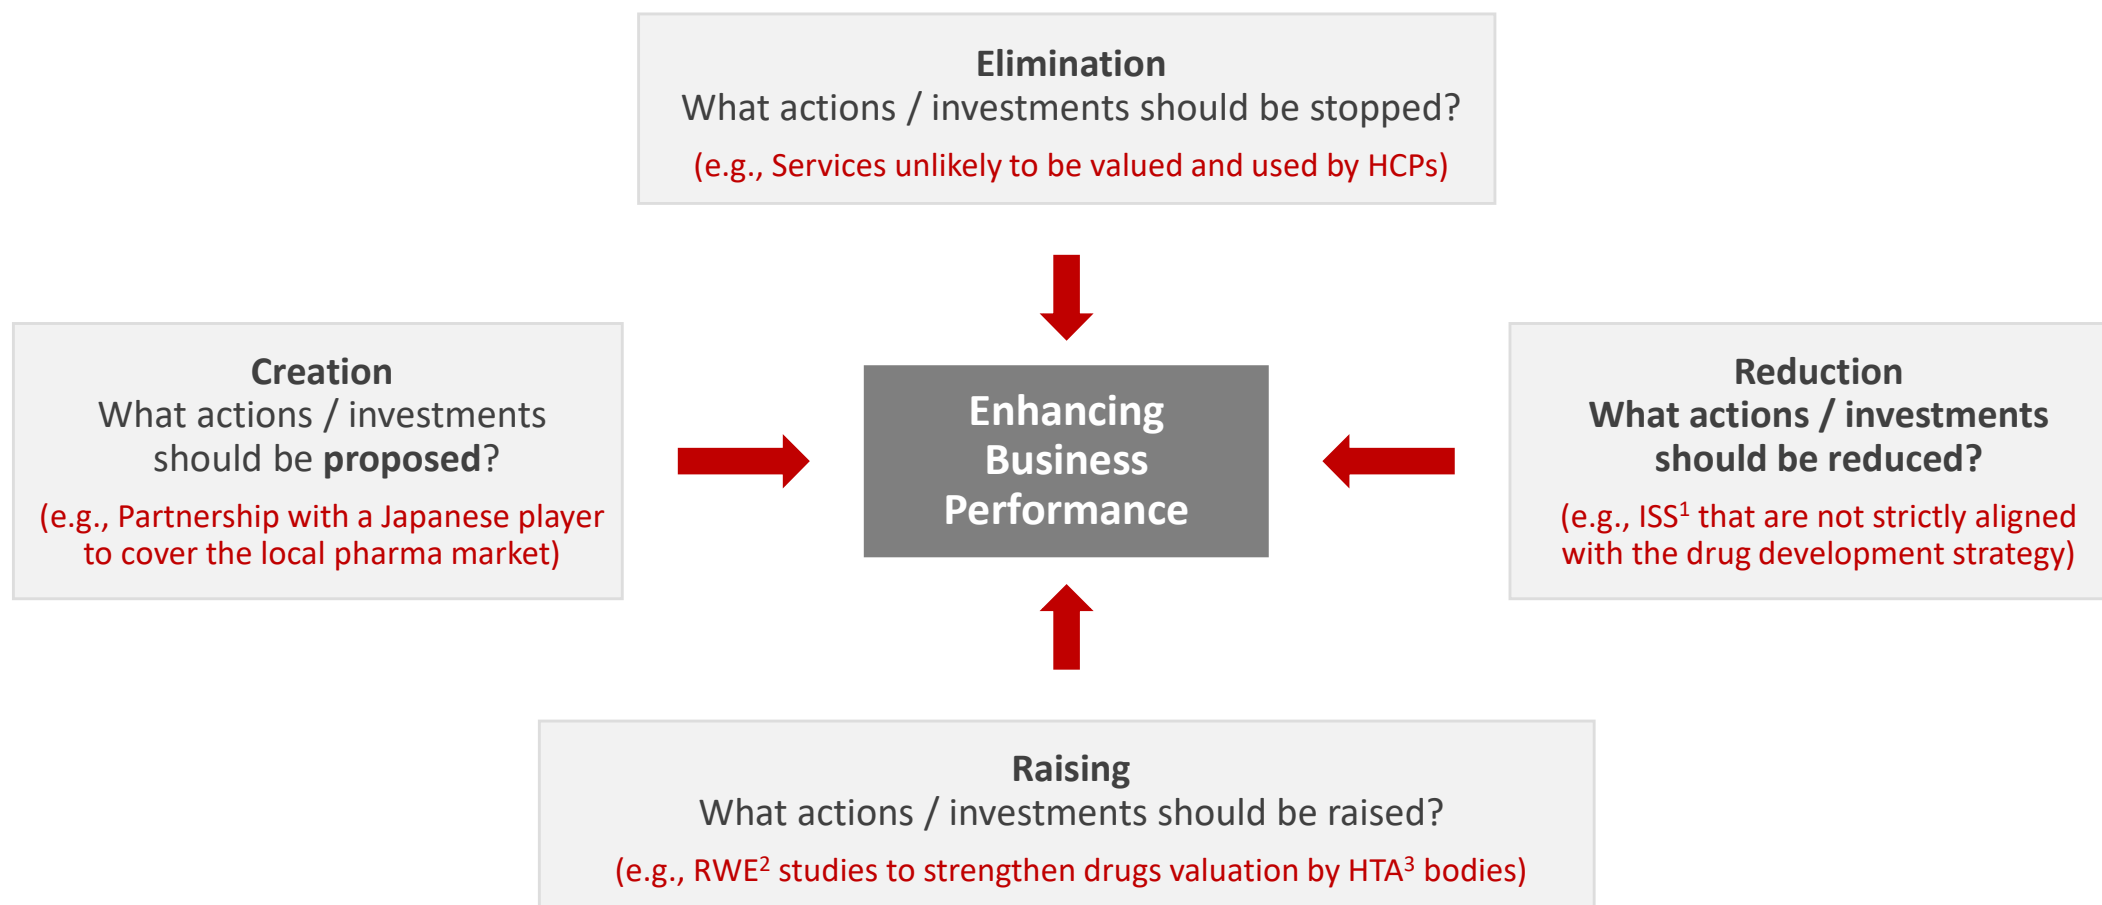 Elimination
What actions / investments should be stopped?
(e.g., Services unlikely to be valued and used by HCPs)
Creation
What actions / investments
should be proposed?
(e.g., Partnership with a Japanese player
to cover the local pharma market)
Enhancing
Business
Performance
Reduction
What actions / investments
should be reduced?
(e.g., ISS¹ that are not strictly aligned
with the drug development strategy)
Raising
What actions / investments should be raised?
(e.g., RWE² studies to strengthen drugs valuation by HTA³ bodies)